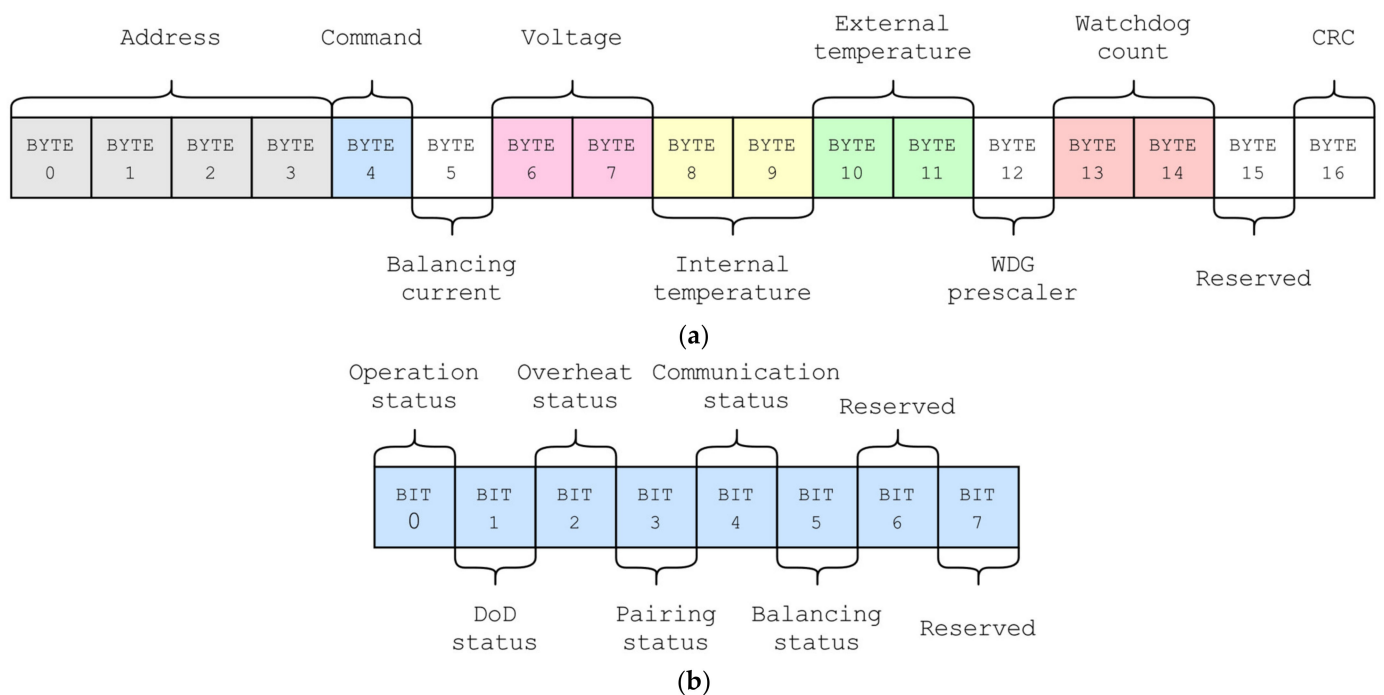 Address Command Voltage External temperature Watchdog count CRC
BYTE 0 BYTE 1 BYTE 2 BYTE 3 BYTE 4 BYTE 5 BYTE 6 BYTE 7 BYTE 8 BYTE 9 BYTE 10 BYTE 11 BYTE 12 BYTE 13 BYTE 14 BYTE 15 BYTE 16
Balancing current Internal temperature WDG prescaler Reserved
(a)
Operation status Overheat status Communication status Reserved
BIT 0 BIT 1 BIT 2 BIT 3 BIT 4 BIT 5 BIT 6 BIT 7
DoD status Pairing status Balancing status Reserved
(b)